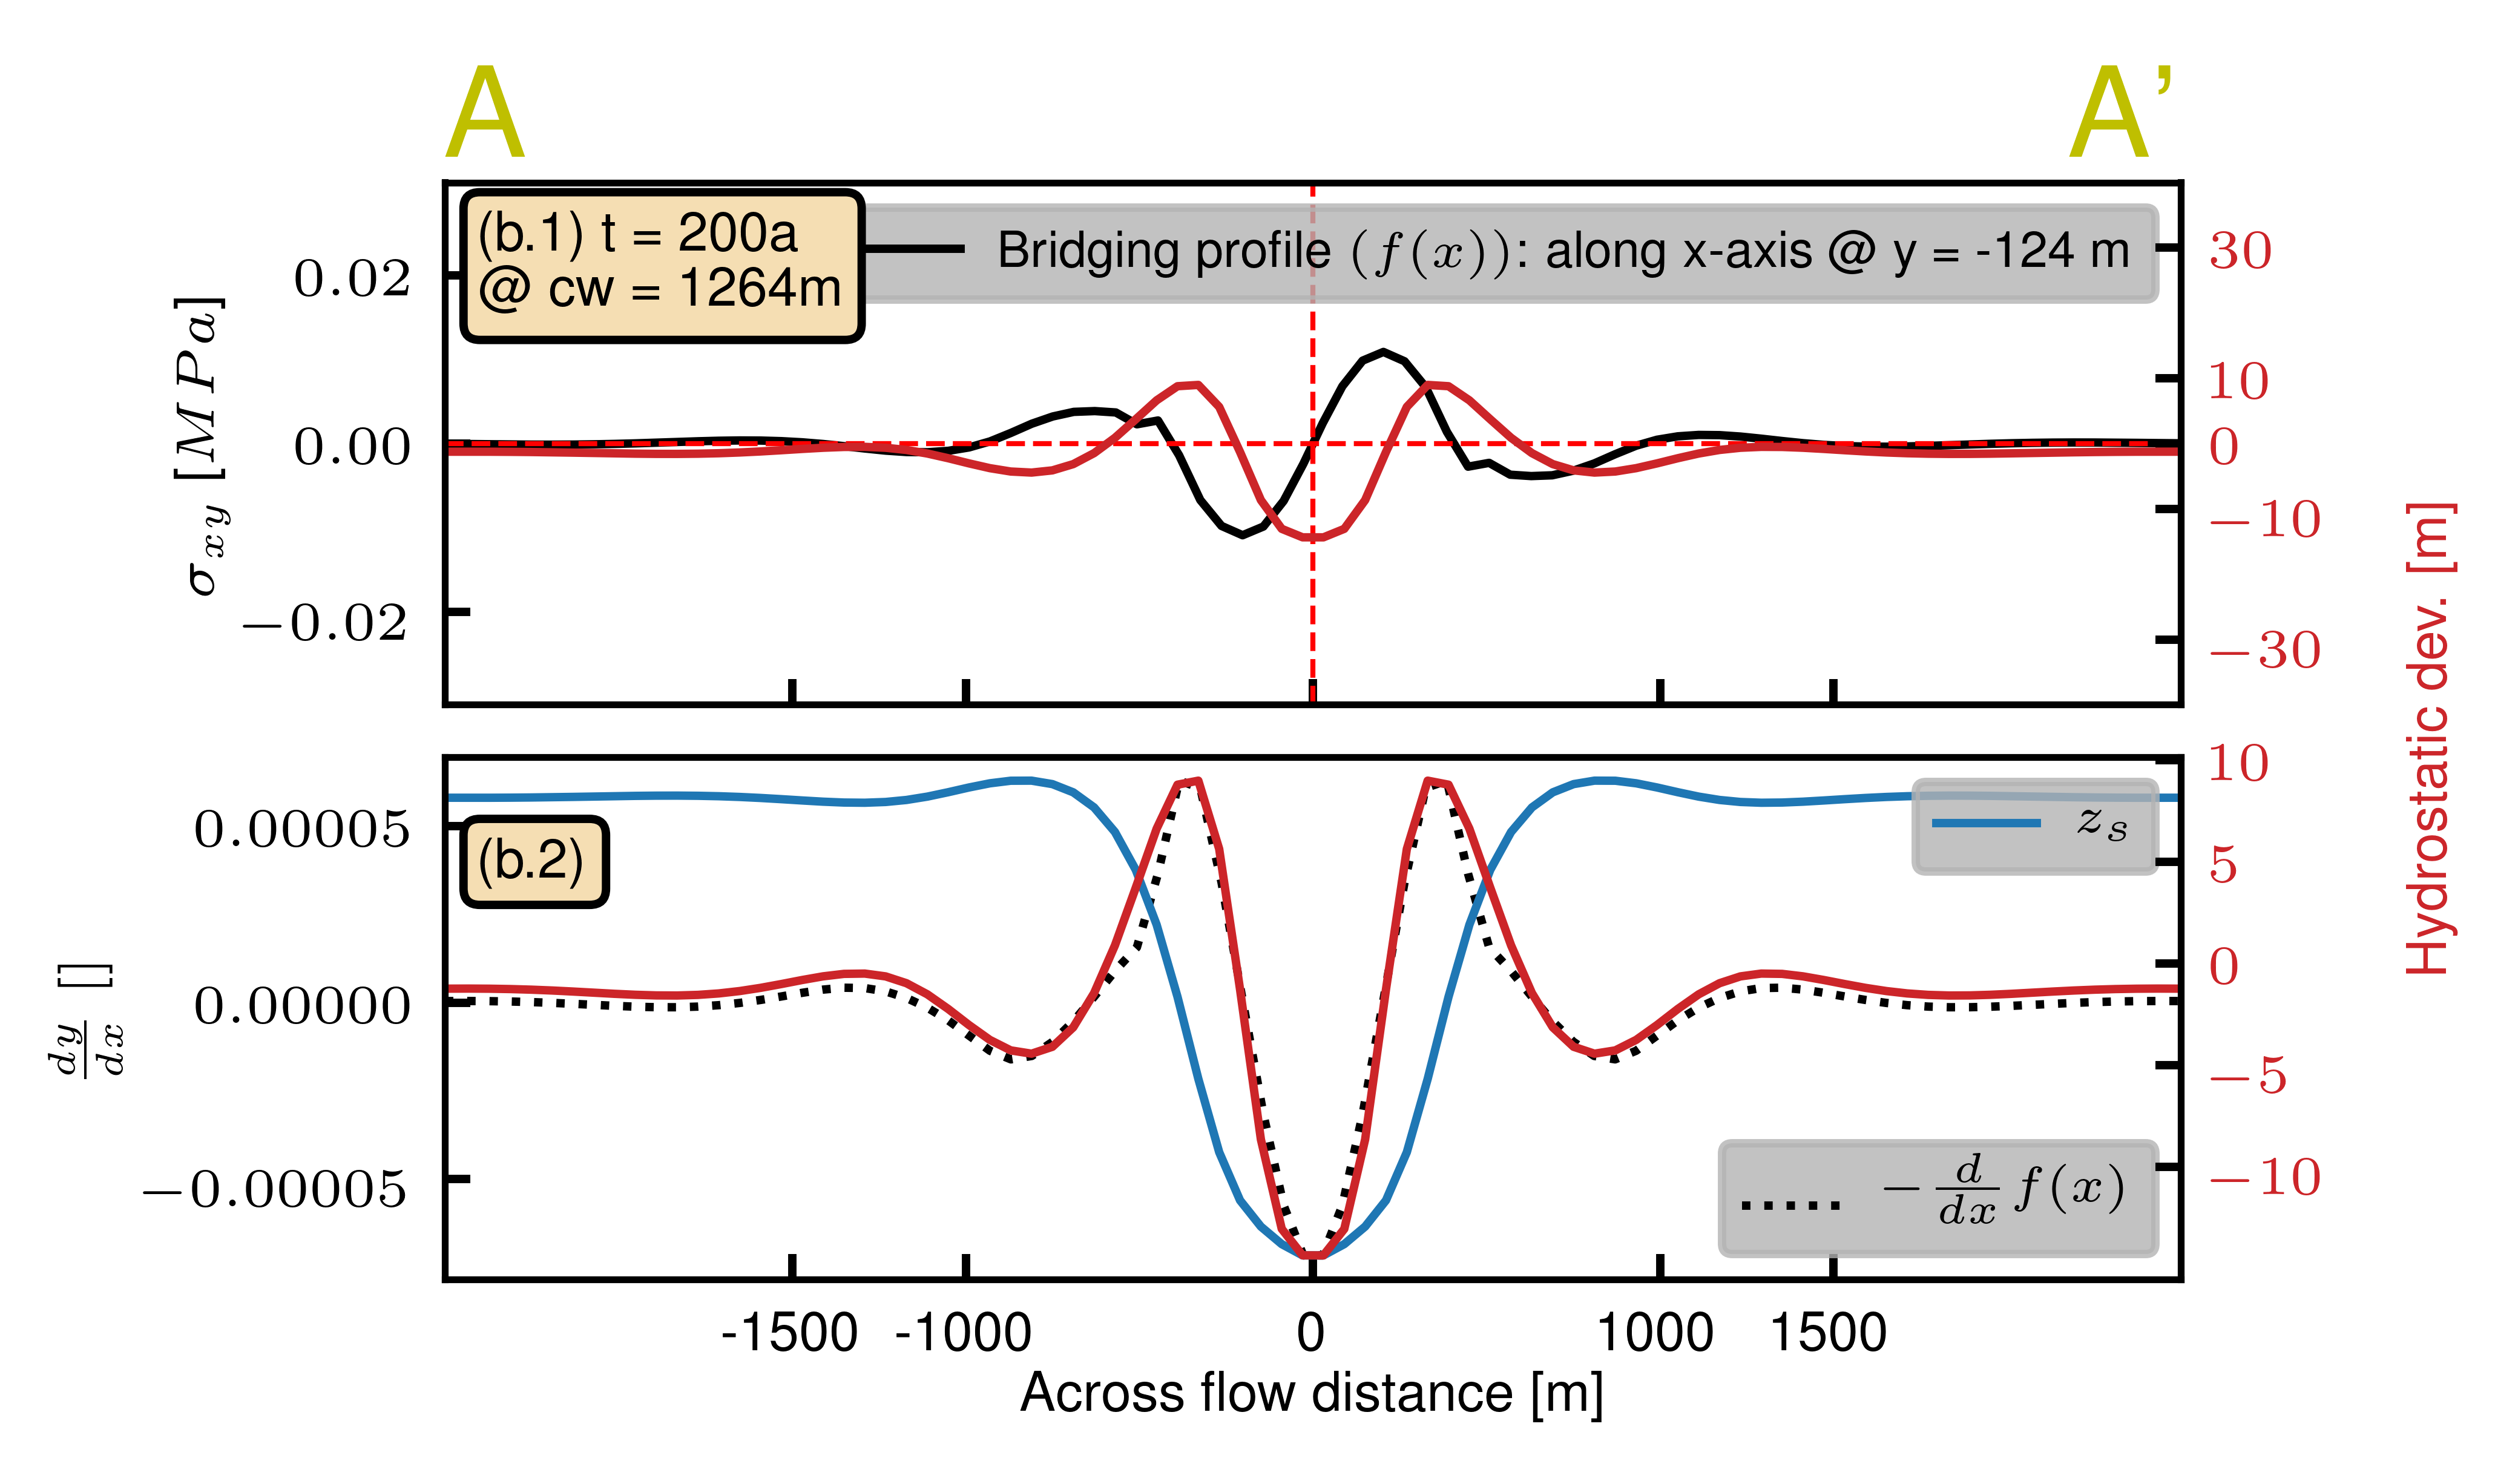 A
A’
(b.1) t = 200a
@ cw = 1264m
Bridging profile (f(x)): along x-axis @ y = -124 m
σxy [MPa]
0.02
0.00
−0.02
30
10
0
−10
−30
Hydrostatic dev. [m]
(b.2)
zs
− d/dx f(x)
dy/dx []
0.00005
0.00000
−0.00005
10
5
0
−5
−10
-1500 -1000 0 1000 1500
Across flow distance [m]